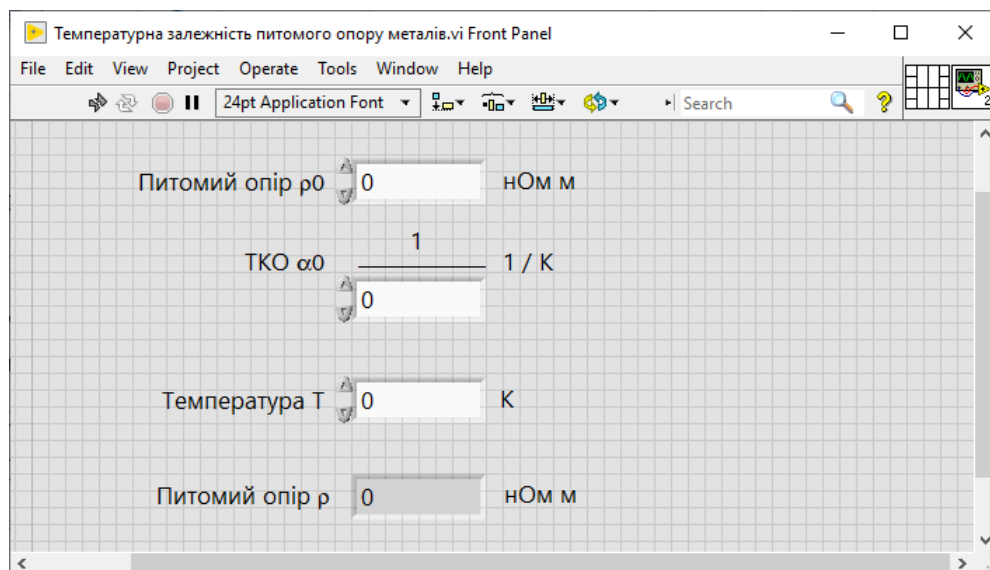 Температурна залежність питомого опору металів.vi Front Panel
File Edit View Project Operate Tools Window Help
24pt Application Font Search ? 2
Питомий опір ρ0 0 нОм м
1
ТКО α0 1 / K
0
Температура T 0 K
Питомий опір ρ 0 нОм м